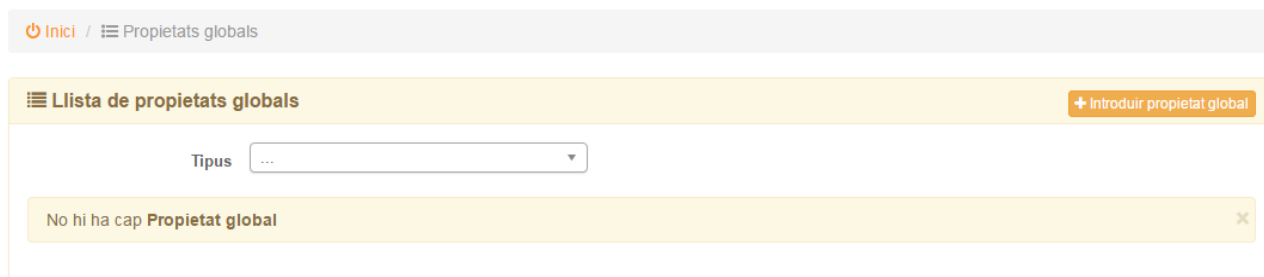 Inici / Propietats globals
Llista de propietats globals
Introduir propietat global
Tipus ...
No hi ha cap Propietat global ×